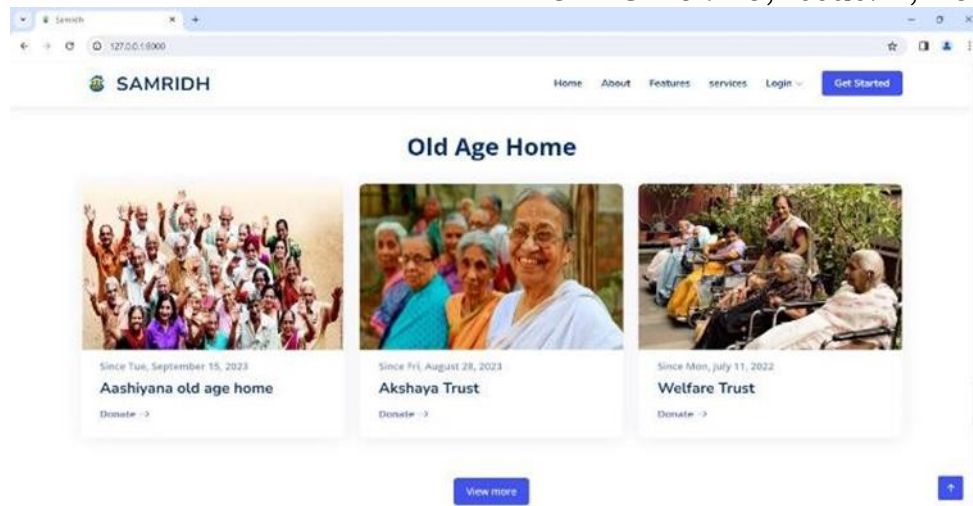 Samridh
127.0.0.1:8000
SAMRIDH
Home About Features services Login
Get Started
Old Age Home
Since Tue, September 15, 2023
Aashiyana old age home
Donate →
Since Fri, August 28, 2023
Akshaya Trust
Donate →
Since Mon, July 11, 2022
Welfare Trust
Donate →
View more